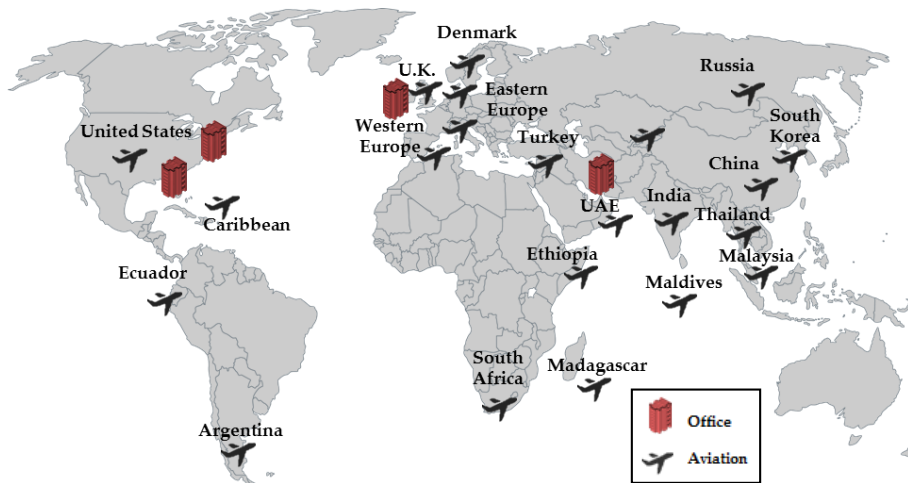 Denmark
U.K.
Russia
Eastern
Europe
South
Korea
United States
Western
Europe
Turkey
China
UAE
India
Thailand
Caribbean
Ethiopia
Malaysia
Ecuador
Maldives
South
Africa
Madagascar
Argentina
Office
Aviation